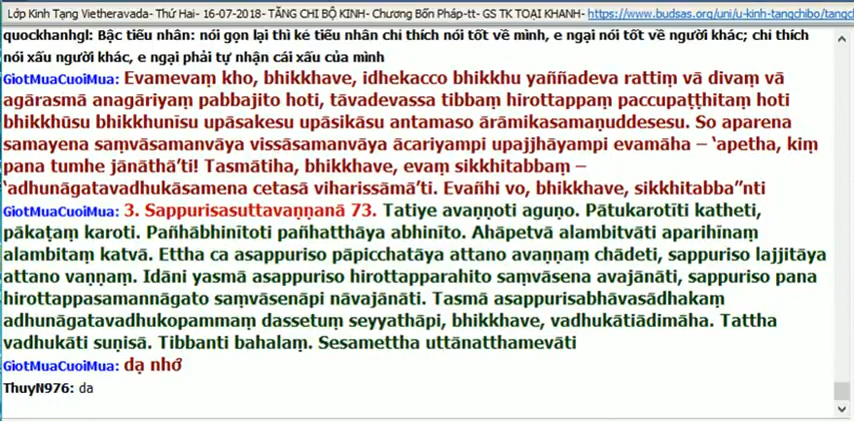 Lớp Kinh Tạng Vietheravada- Thứ Hai- 16-07-2018- TĂNG CHI BỘ KINH- Chương Bốn Pháp-tt- GS TK TOẠI KHANH- https://www.budsas.org/uni/u-kinh-tangchibo/tangc
quockhanhgl: Bậc tiểu nhân: nói gọn lại thì kẻ tiểu nhân chỉ thích nói tốt về mình, e ngại nói tốt về người khác; chỉ thích
nói xấu người khác, e ngại phải tự nhận cái xấu của mình
GiotMuaCuoiMua: Evamevaṃ kho, bhikkhave, idhekacco bhikkhu yaññadeva rattiṃ vā divaṃ vā
agārasmā anagāriyaṃ pabbajito hoti, tāvadevassa tibbaṃ hirottappaṃ paccupaṭṭhitaṃ hoti
bhikkhūsu bhikkhunīsu upāsakesu upāsikāsu antamaso ārāmikasamaṇuddesesu. So aparena
samayena saṃvāsamanvāya vissāsamanvāya ācariyampi upajjhāyampi evamāha – ‘apetha, kiṃ
pana tumhe jānāthā’ti! Tasmātiha, bhikkhave, evaṃ sikkhitabbaṃ –
‘adhunāgatavadhukāsamena cetasā viharissāmā’ti. Evañhi vo, bhikkhave, sikkhitabba”nti
GiotMuaCuoiMua: 3. Sappurisasuttavaṇṇanā 73. Tatiye avaṇṇoti aguṇo. Pātukarotīti katheti,
pākaṭaṃ karoti. Pañhābhinītoti pañhatthāya abhinīto. Ahāpetvā alambitvāti aparihīnaṃ
alambitaṃ katvā. Ettha ca asappuriso pāpicchatāya attano avaṇṇaṃ chādeti, sappuriso lajjitāya
attano vaṇṇaṃ. Idāni yasmā asappuriso hirottapparahito saṃvāsena avajānāti, sappuriso pana
hirottappasamannāgato saṃvāsenāpi nāvajānāti. Tasmā asappurisabhāvasādhakaṃ
adhunāgatavadhukopammaṃ dassetuṃ seyyathāpi, bhikkhave, vadhukātiādimāha. Tattha
vadhukāti suṇisā. Tibbanti bahalaṃ. Sesamettha uttānatthamevāti
GiotMuaCuoiMua: dạ nhớ
ThuyN976: da